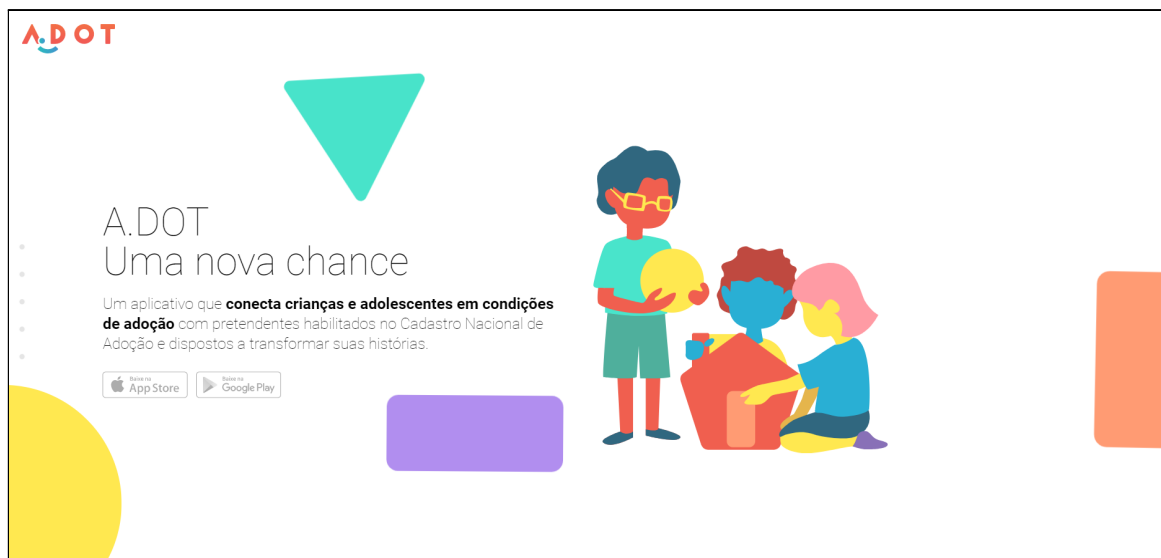 A.DOT
A.DOT
Uma nova chance
Um aplicativo que conecta crianças e adolescentes em condições
de adoção com pretendentes habilitados no Cadastro Nacional de
Adoção e dispostos a transformar suas histórias.
Baixe na
App Store
Baixe na
Google Play